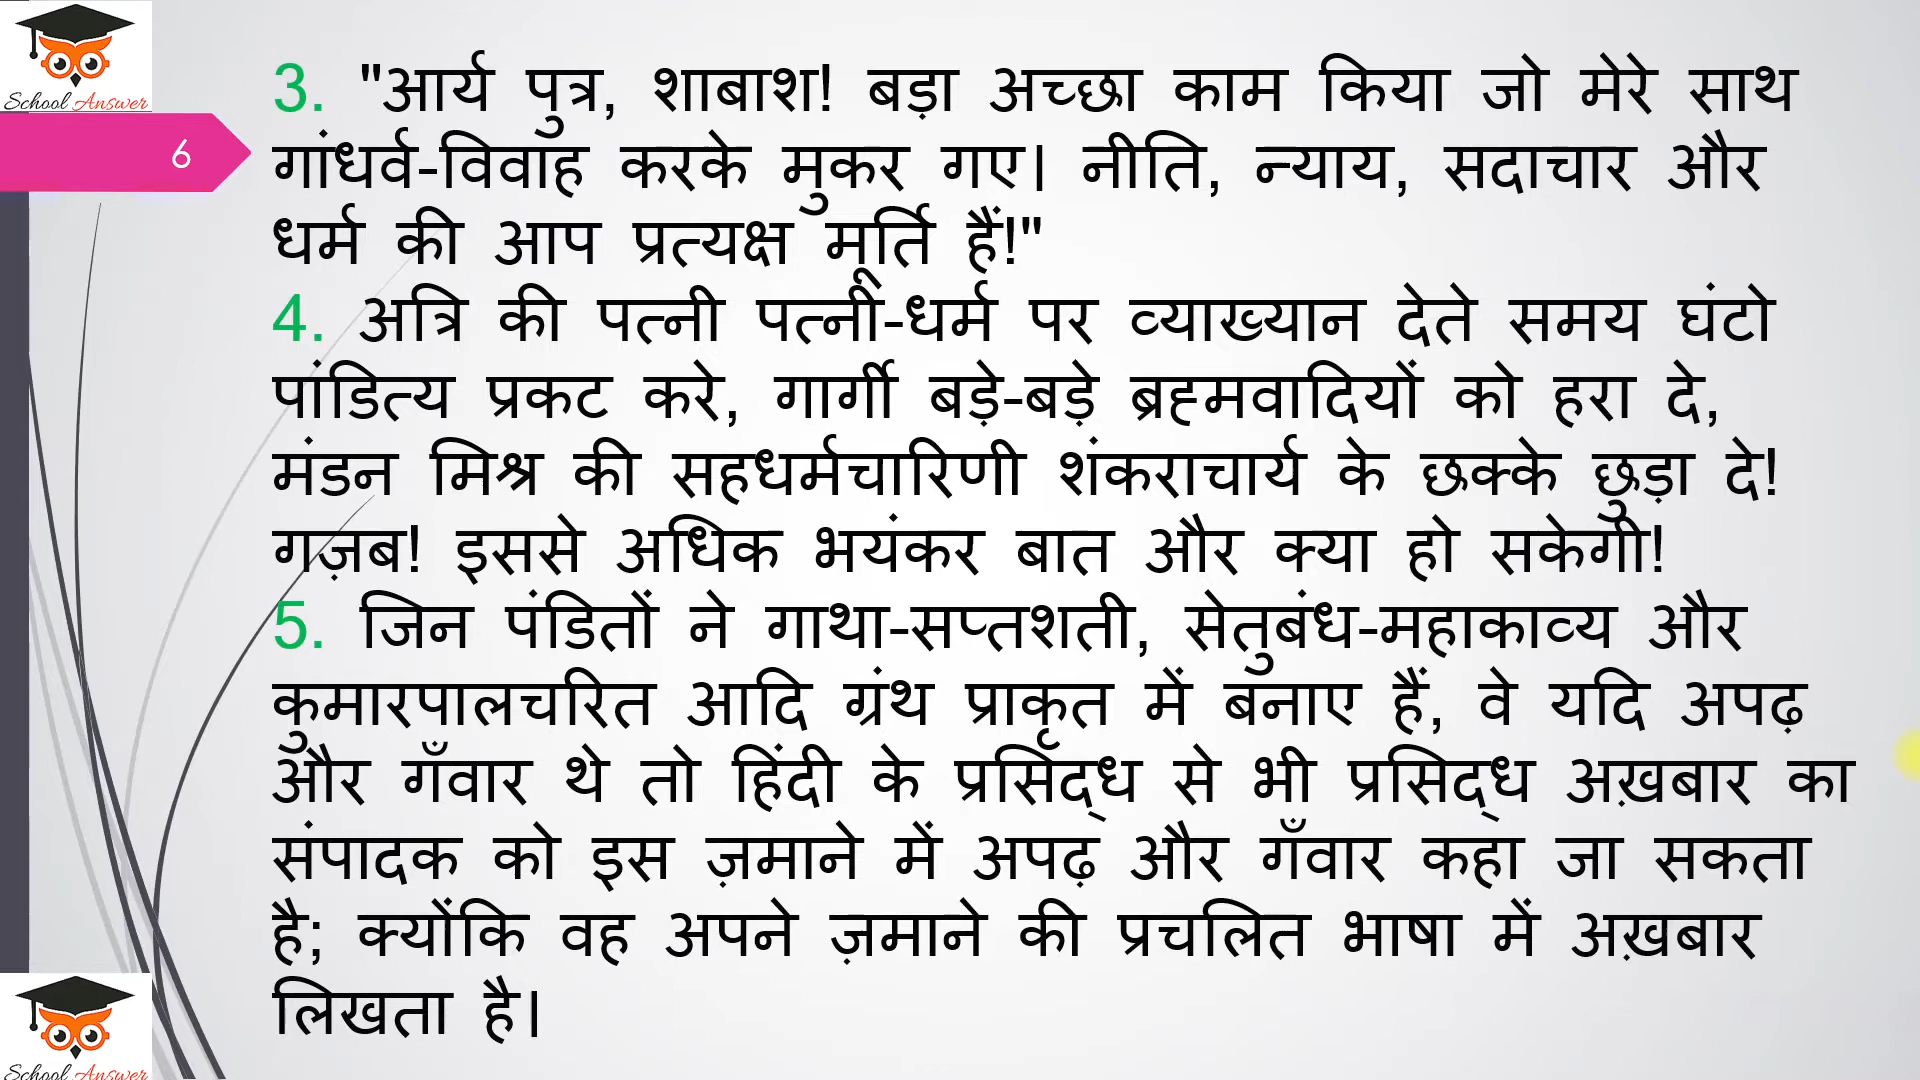 School Answer
6
3. "आर्य पुत्र, शाबाश! बड़ा अच्छा काम किया जो मेरे साथ
गांधर्व-विवाह करके मुकर गए। नीति, न्याय, सदाचार और
धर्म की आप प्रत्यक्ष मूर्ति हैं!"
4. अत्रि की पत्नी पत्नी-धर्म पर व्याख्यान देते समय घंटो
पांडित्य प्रकट करे, गार्गी बड़े-बड़े ब्रह्मवादियों को हरा दे,
मंडन मिश्र की सहधर्मचारिणी शंकराचार्य के छक्के छुड़ा दे!
गज़ब! इससे अधिक भयंकर बात और क्या हो सकेगी!
5. जिन पंडितों ने गाथा-सप्तशती, सेतुबंध-महाकाव्य और
कुमारपालचरित आदि ग्रंथ प्राकृत में बनाए हैं, वे यदि अपढ़
और गँवार थे तो हिंदी के प्रसिद्ध से भी प्रसिद्ध अख़बार का
संपादक को इस ज़माने में अपढ़ और गँवार कहा जा सकता
है; क्योंकि वह अपने ज़माने की प्रचलित भाषा में अख़बार
लिखता है।
School Answer